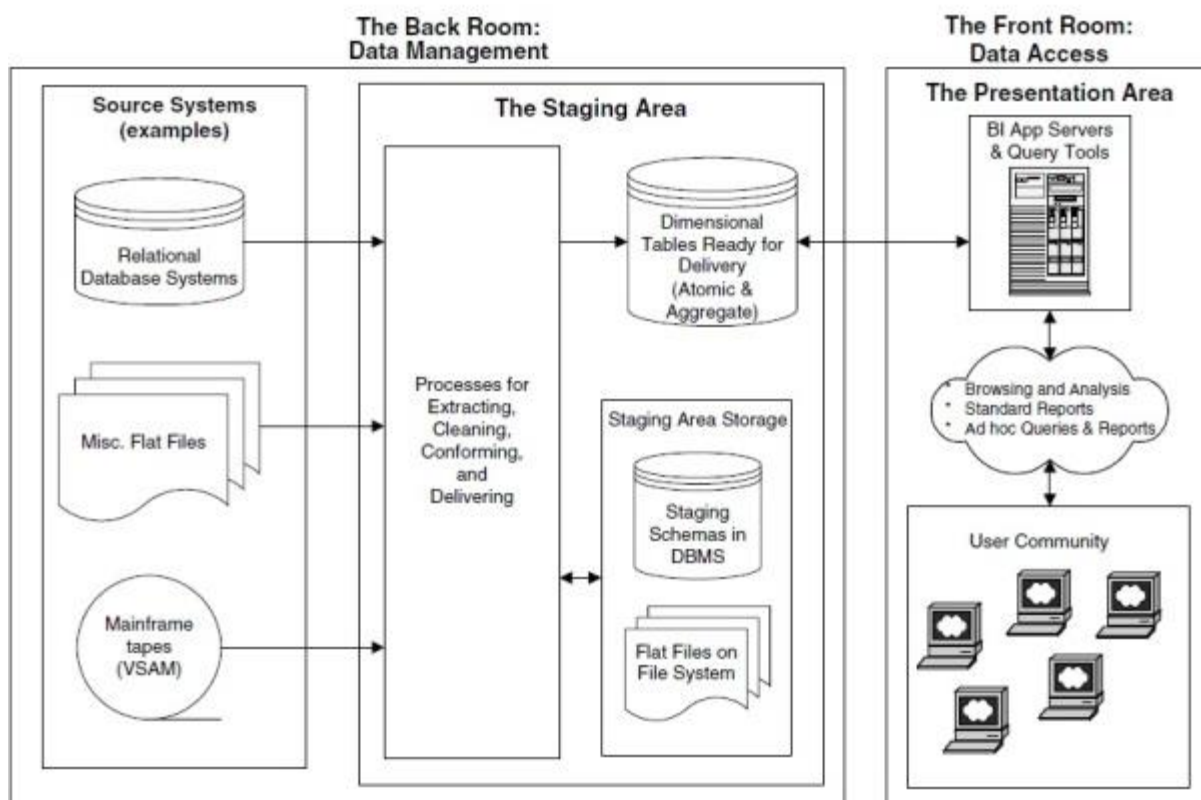 The Back Room:
Data Management
Source Systems
(examples)
Relational
Database Systems
Misc. Flat Files
Mainframe
tapes
(VSAM)
The Staging Area
Processes for
Extracting,
Cleaning,
Conforming,
and
Delivering
Dimensional
Tables Ready for
Delivery
(Atomic &
Aggregate)
Staging Area Storage
Staging
Schemas in
DBMS
Flat Files on
File System
The Front Room:
Data Access
The Presentation Area
BI App Servers
& Query Tools
* Browsing and Analysis
* Standard Reports
* Ad hoc Queries & Reports
User Community